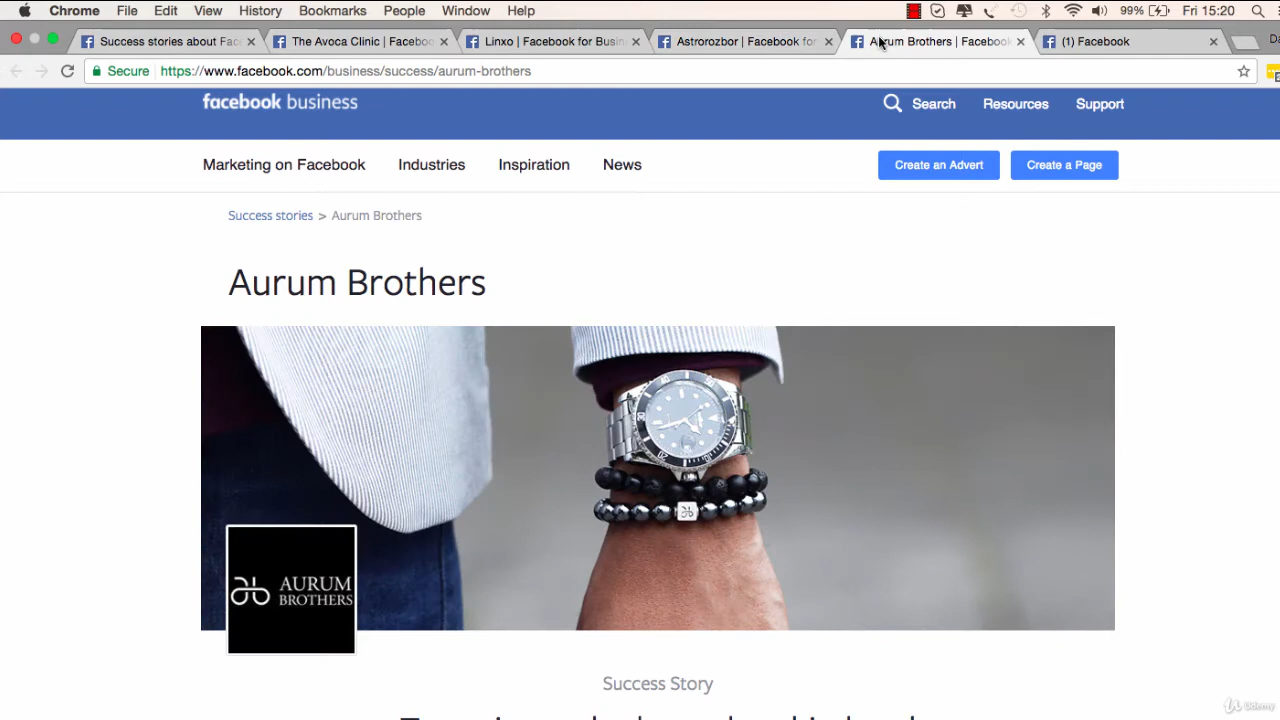 Chrome File Edit View History Bookmarks People Window Help 99% Fri 15:20
Success stories about Fac The Avoca Clinic | Faceboo Linxo | Facebook for Busin Astrorozbor | Facebook for Aurum Brothers | Facebook (1) Facebook
Secure https://www.facebook.com/business/success/aurum-brothers
facebook business Search Resources Support
Marketing on Facebook Industries Inspiration News Create an Advert Create a Page
Success stories > Aurum Brothers
Aurum Brothers
AURUM
BROTHERS
Success Story
Udemy